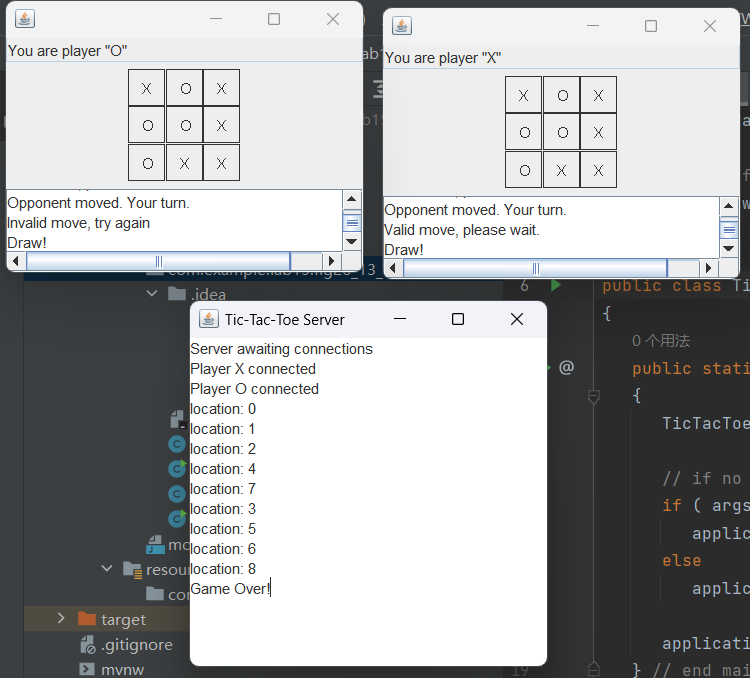 You are player "O"
X O X
O O X
O X X
Opponent moved. Your turn.
Invalid move, try again
Draw!
You are player "X"
X O X
O O X
O X X
Opponent moved. Your turn.
Valid move, please wait.
Draw!
.idea
Tic-Tac-Toe Server
Server awaiting connections
Player X connected
Player O connected
location: 0
location: 1
location: 2
location: 4
location: 7
location: 3
location: 5
location: 6
location: 8
Game Over!
mo
resou
co
target
.gitignore
mvnw
6
public class Ti
{
0 个用法
@
public stati
{
TicTacToe
// if no
if ( args
applic
else
applic
applicati
19
} // end mai